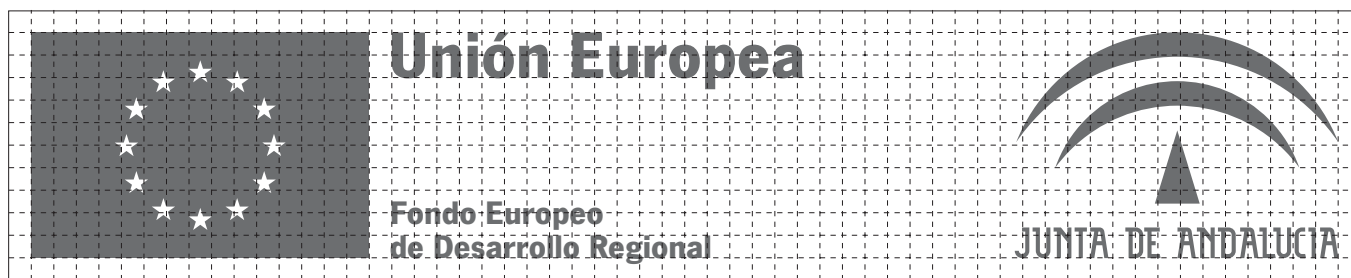 Unión Europea
Fondo Europeo
de Desarrollo Regional
JUNTA DE ANDALUCIA